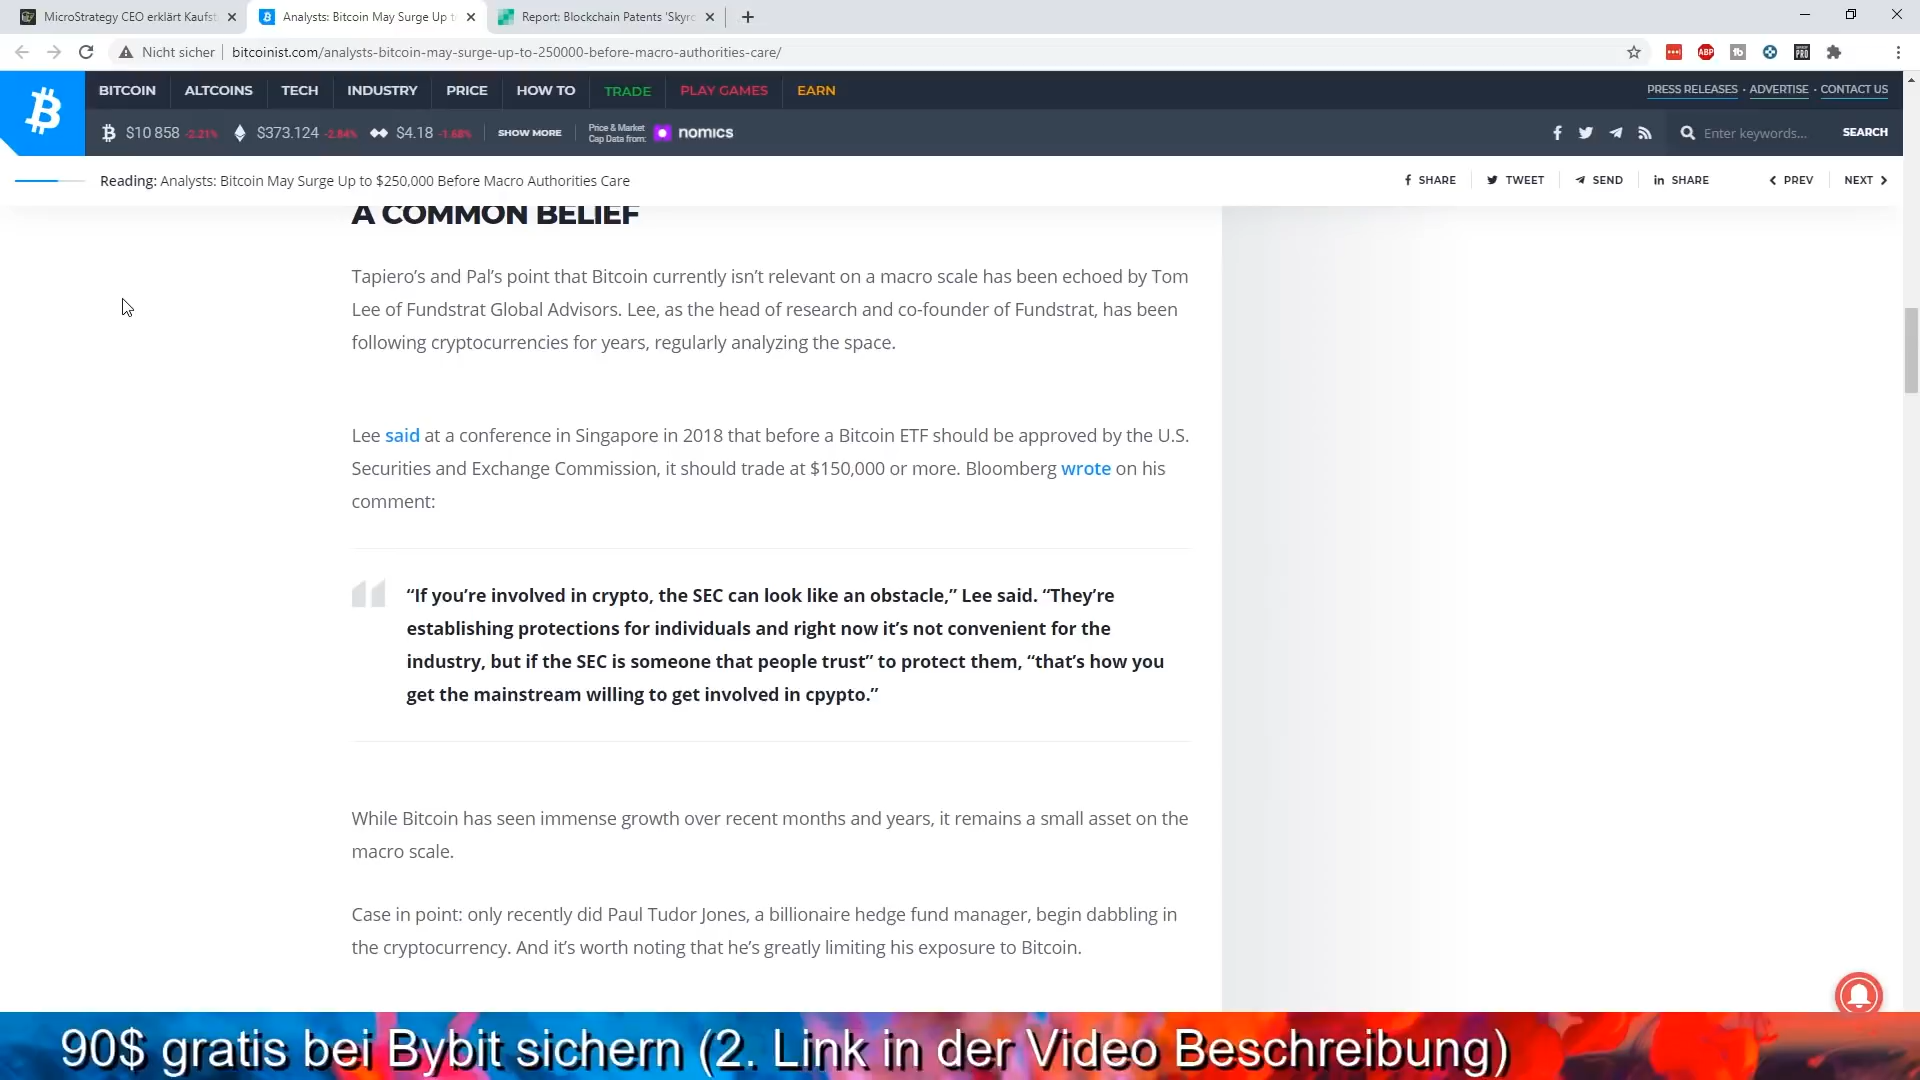 MicroStrategy CEO erklärt Kaufst
Analysts: Bitcoin May Surge Up t
Report: Blockchain Patents 'Skyro
Nicht sicher
bitcoinist.com/analysts-bitcoin-may-surge-up-to-250000-before-macro-authorities-care/
ABP
fb
PRO
BITCOIN ALTCOINS TECH INDUSTRY PRICE HOW TO TRADE PLAY GAMES EARN
PRESS RELEASES · ADVERTISE · CONTACT US
$10 858 -2.21% $373.124 -2.84% $4.18 -1.68% SHOW MORE
Price & Market
Cap Data from:
nomics
Enter keywords... SEARCH
Reading: Analysts: Bitcoin May Surge Up to $250,000 Before Macro Authorities Care
SHARE TWEET SEND SHARE PREV NEXT
A COMMON BELIEF
Tapiero’s and Pal’s point that Bitcoin currently isn’t relevant on a macro scale has been echoed by Tom
Lee of Fundstrat Global Advisors. Lee, as the head of research and co-founder of Fundstrat, has been
following cryptocurrencies for years, regularly analyzing the space.
Lee said at a conference in Singapore in 2018 that before a Bitcoin ETF should be approved by the U.S.
Securities and Exchange Commission, it should trade at $150,000 or more. Bloomberg wrote on his
comment:
“If you’re involved in crypto, the SEC can look like an obstacle,” Lee said. “They’re
establishing protections for individuals and right now it’s not convenient for the
industry, but if the SEC is someone that people trust” to protect them, “that’s how you
get the mainstream willing to get involved in cpypto.”
While Bitcoin has seen immense growth over recent months and years, it remains a small asset on the
macro scale.
Case in point: only recently did Paul Tudor Jones, a billionaire hedge fund manager, begin dabbling in
the cryptocurrency. And it’s worth noting that he’s greatly limiting his exposure to Bitcoin.
90$ gratis bei Bybit sichern (2. Link in der Video Beschreibung)